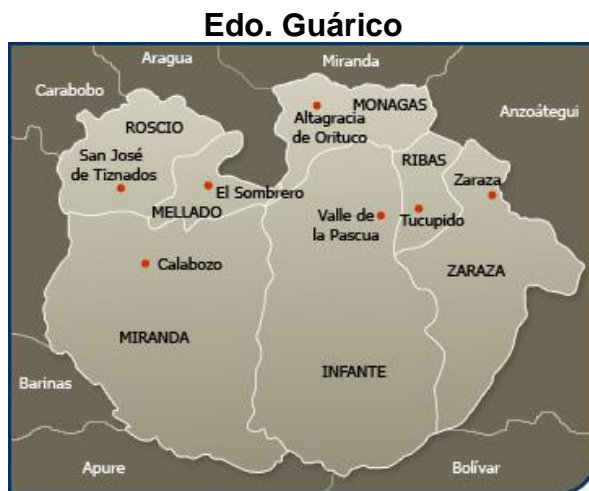 Edo. Guárico
Aragua
Miranda
Carabobo
MONAGAS
Altagracia
de Orituco
Anzoátegui
ROSCIO
San José
de Tiznados
RIBAS
Zaraza
El Sombrero
MELLADO
Valle de
la Pascua
Tucupido
Calabozo
ZARAZA
MIRANDA
INFANTE
Barinas
Apure
Bolívar